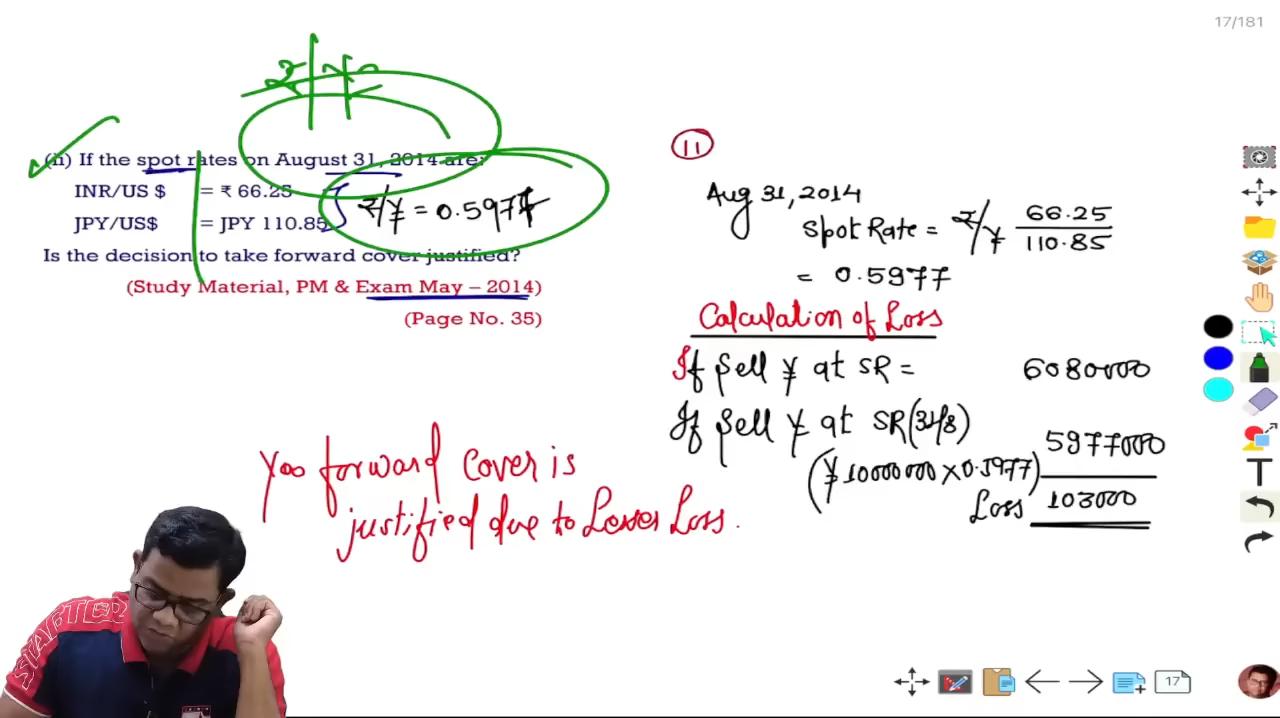 17/181
(ii) If the spot rates on August 31, 2014 are:
INR/US $ = ₹ 66.25
JPY/US$ = JPY 110.85
₹/¥ = 0.5977
Is the decision to take forward cover justified?
(Study Material, PM & Exam May – 2014)
(Page No. 35)
Yes forward cover is
justified due to Lesser Loss.
11
Aug 31, 2014
Spot Rate = ₹/¥ 66.25
110.85
= 0.5977
Calculation of Loss
If Sell ¥ at SR = 6080000
If Sell ¥ at SR (31/8) 5977000
(¥10000000 × 0.5977)
Loss 103000
STARTER
17